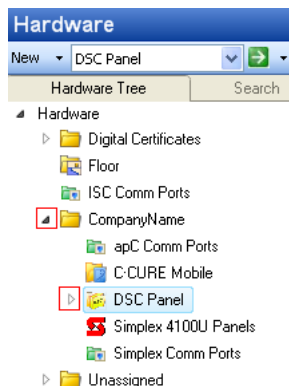 Hardware
New DSC Panel
Hardware Tree Search
Hardware
Digital Certificates
Floor
ISC Comm Ports
CompanyName
apC Comm Ports
C·CURE Mobile
DSC Panel
Simplex 4100U Panels
Simplex Comm Ports
Unassigned